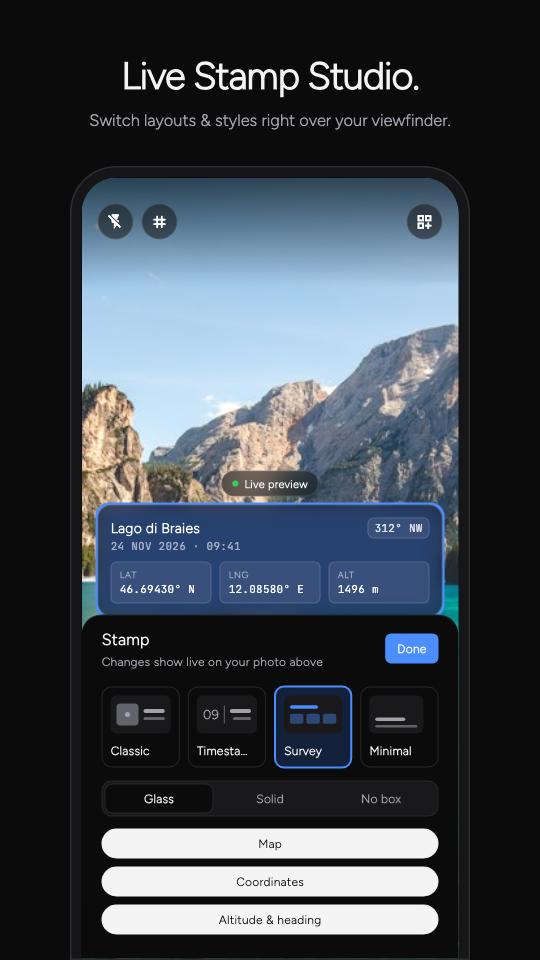 Live Stamp Studio.
Switch layouts & styles right over your viewfinder.
Live preview
Lago di Braies
312° NW
24 NOV 2026 · 09:41
LAT
46.69430° N
LNG
12.08580° E
ALT
1496 m
Stamp
Changes show live on your photo above
Done
09
Classic
Timesta...
Survey
Minimal
Glass
Solid
No box
Map
Coordinates
Altitude & heading